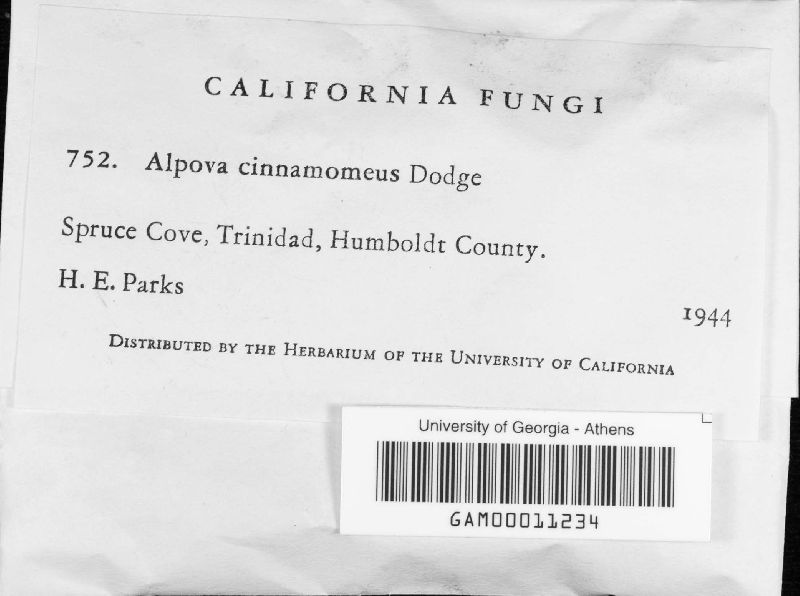 CALIFORNIA FUNGI
752. Alpova cinnamomeus Dodge
Spruce Cove, Trinidad, Humboldt County.
H. E. Parks
1944
Distributed by the Herbarium of the University of California
University of Georgia - Athens
GAM00011234